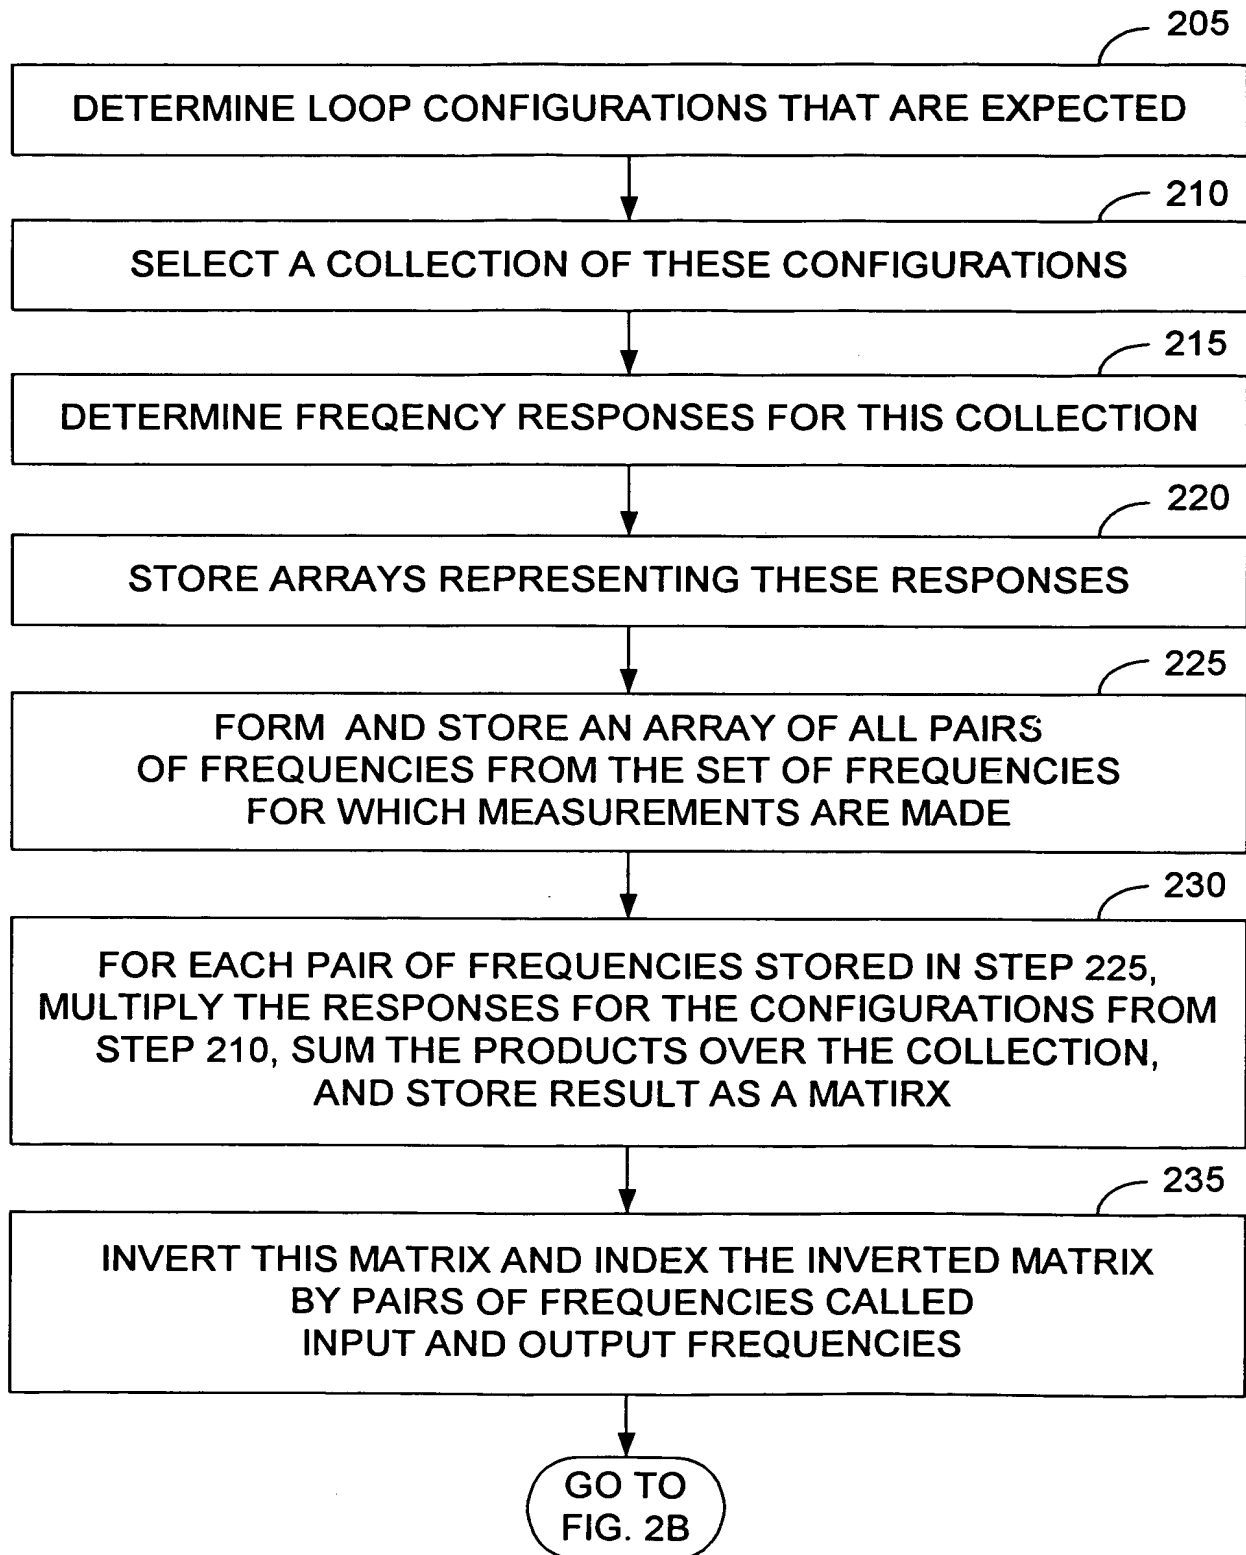 205
DETERMINE LOOP CONFIGURATIONS THAT ARE EXPECTED
210
SELECT A COLLECTION OF THESE CONFIGURATIONS
215
DETERMINE FREQENCY RESPONSES FOR THIS COLLECTION
220
STORE ARRAYS REPRESENTING THESE RESPONSES
225
FORM AND STORE AN ARRAY OF ALL PAIRS
OF FREQUENCIES FROM THE SET OF FREQUENCIES
FOR WHICH MEASUREMENTS ARE MADE
230
FOR EACH PAIR OF FREQUENCIES STORED IN STEP 225,
MULTIPLY THE RESPONSES FOR THE CONFIGURATIONS FROM
STEP 210, SUM THE PRODUCTS OVER THE COLLECTION,
AND STORE RESULT AS A MATIRX
235
INVERT THIS MATRIX AND INDEX THE INVERTED MATRIX
BY PAIRS OF FREQUENCIES CALLED
INPUT AND OUTPUT FREQUENCIES
GO TO
FIG. 2B